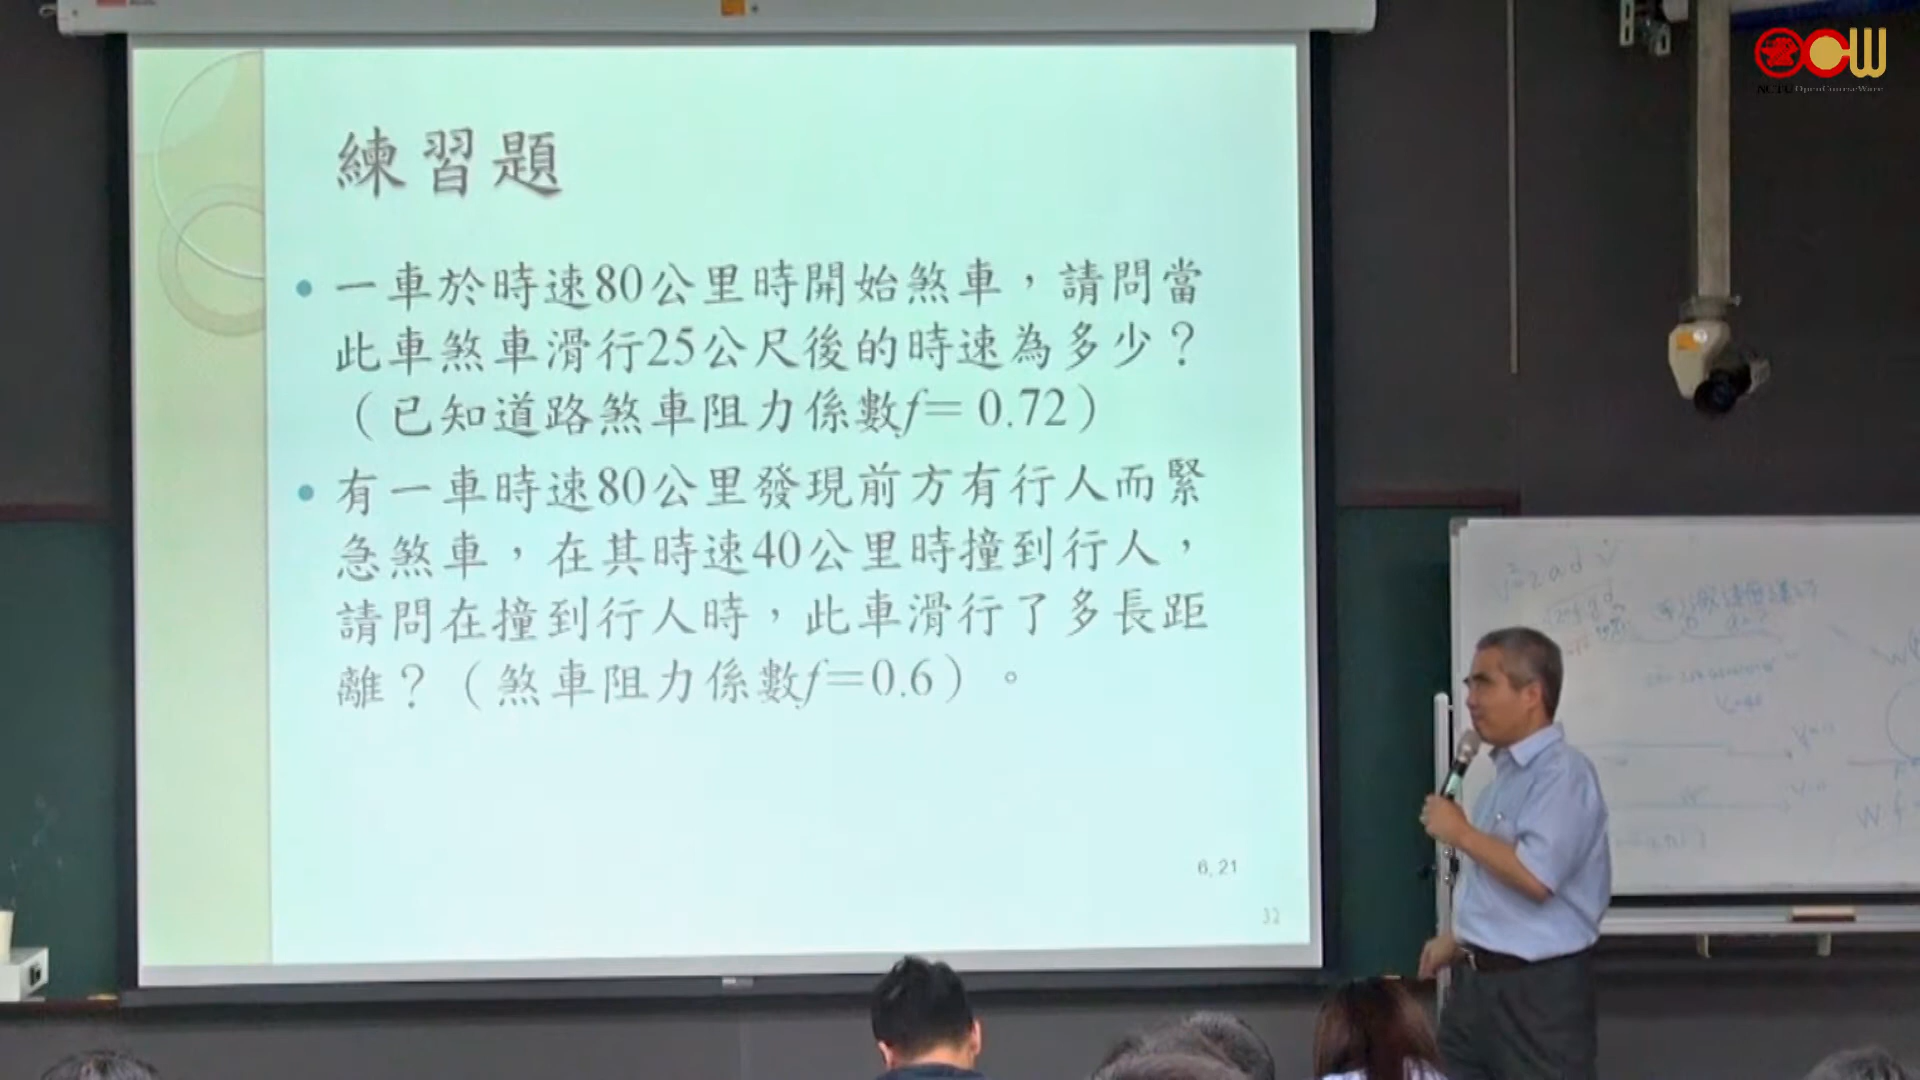 NCTU OpenCourseWare
練習題
• 一車於時速80公里時開始煞車，請問當
此車煞車滑行25公尺後的時速為多少？
（已知道路煞車阻力係數f= 0.72）
• 有一車時速80公里發現前方有行人而緊
急煞車，在其時速40公里時撞到行人，
請問在撞到行人時，此車滑行了多長距
離？（煞車阻力係數f=0.6）。
6, 21
32